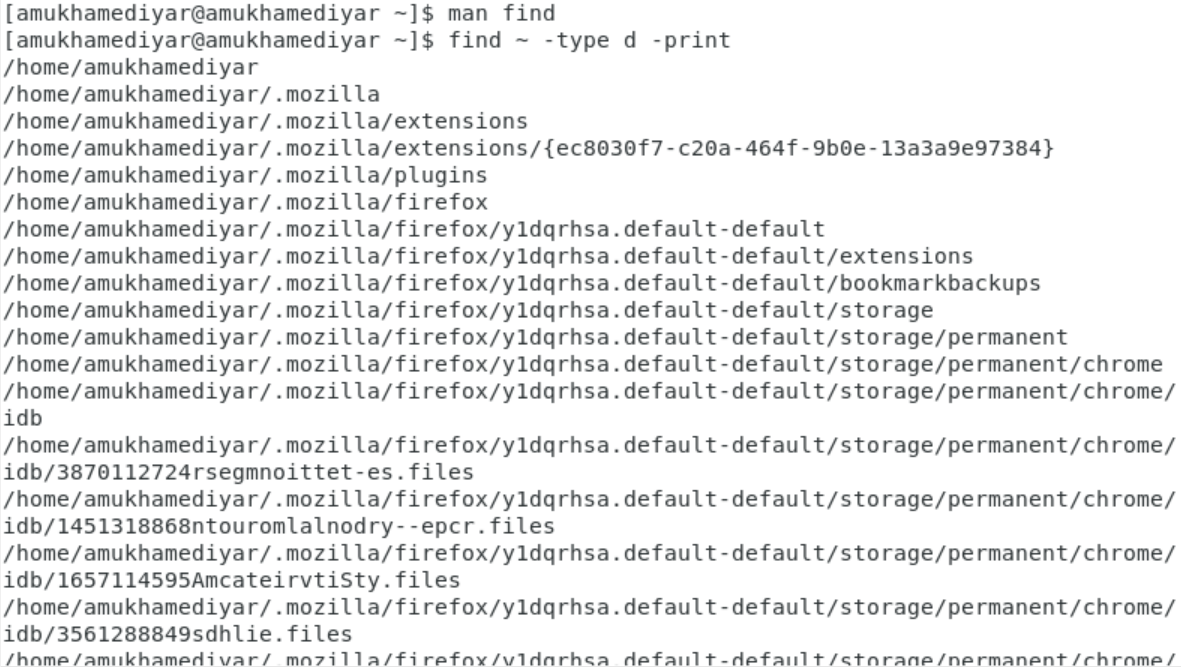 [amukhamediyar@amukhamediyar ~]$ man find
[amukhamediyar@amukhamediyar ~]$ find ~ -type d -print
/home/amukhamediyar
/home/amukhamediyar/.mozilla
/home/amukhamediyar/.mozilla/extensions
/home/amukhamediyar/.mozilla/extensions/{ec8030f7-c20a-464f-9b0e-13a3a9e97384}
/home/amukhamediyar/.mozilla/plugins
/home/amukhamediyar/.mozilla/firefox
/home/amukhamediyar/.mozilla/firefox/y1dqrhsa.default-default
/home/amukhamediyar/.mozilla/firefox/y1dqrhsa.default-default/extensions
/home/amukhamediyar/.mozilla/firefox/y1dqrhsa.default-default/bookmarkbackups
/home/amukhamediyar/.mozilla/firefox/y1dqrhsa.default-default/storage
/home/amukhamediyar/.mozilla/firefox/y1dqrhsa.default-default/storage/permanent
/home/amukhamediyar/.mozilla/firefox/y1dqrhsa.default-default/storage/permanent/chrome
/home/amukhamediyar/.mozilla/firefox/y1dqrhsa.default-default/storage/permanent/chrome/
idb
/home/amukhamediyar/.mozilla/firefox/y1dqrhsa.default-default/storage/permanent/chrome/
idb/3870112724rsegmnoittet-es.files
/home/amukhamediyar/.mozilla/firefox/y1dqrhsa.default-default/storage/permanent/chrome/
idb/1451318868ntouromlalnodry--epcr.files
/home/amukhamediyar/.mozilla/firefox/y1dqrhsa.default-default/storage/permanent/chrome/
idb/1657114595AmcateirvtiSty.files
/home/amukhamediyar/.mozilla/firefox/y1dqrhsa.default-default/storage/permanent/chrome/
idb/3561288849sdhlie.files
/home/amukhamediyar/.mozilla/firefox/y1dqrhsa.default-default/storage/permanent/chrome/